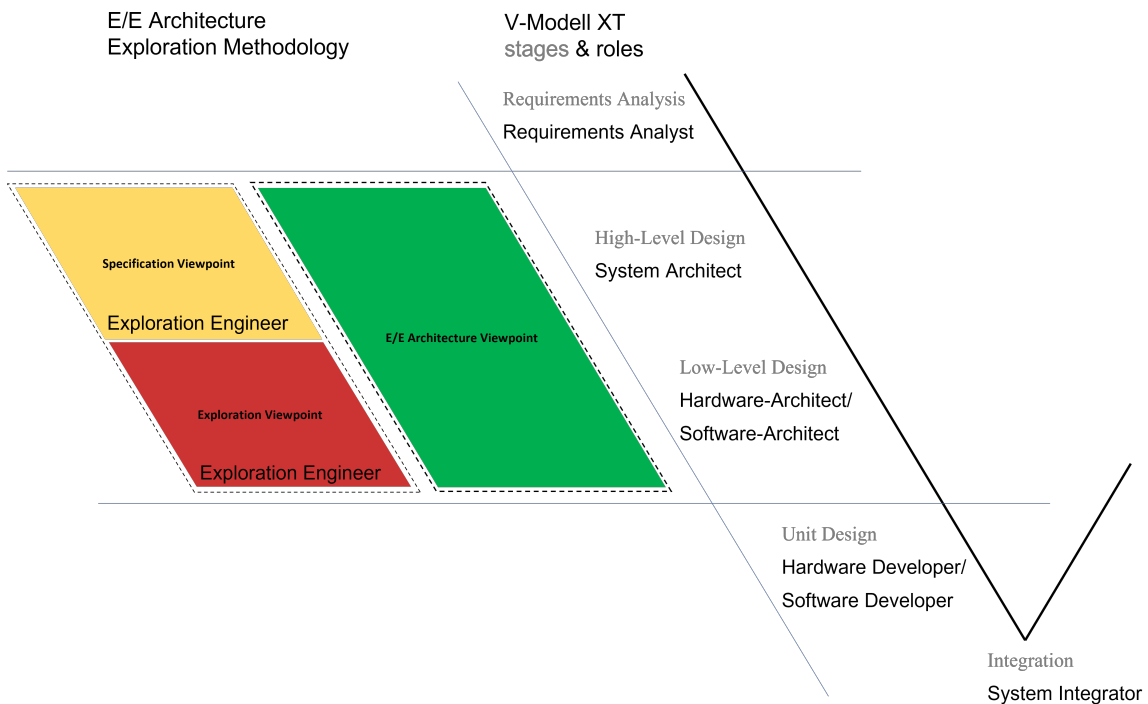 E/E Architecture
Exploration Methodology
V-Modell XT
stages & roles
Requirements Analysis
Requirements Analyst
Specification Viewpoint
Exploration Engineer
Exploration Viewpoint
Exploration Engineer
E/E Architecture Viewpoint
High-Level Design
System Architect
Low-Level Design
Hardware-Architect/
Software-Architect
Unit Design
Hardware Developer/
Software Developer
Integration
System Integrator